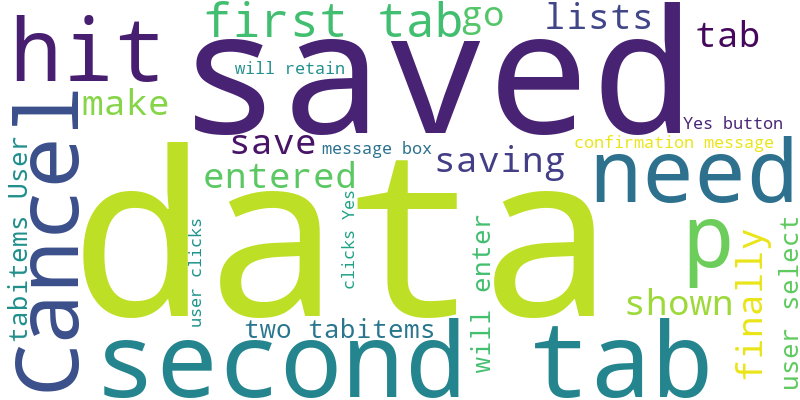 first tab
go
lists
hit
saved
tab
will retain
make
Cancel
save
message box
Yes button
confirmation message
entered
saving
need
data
tabitems User
user clicks
clicks Yes
p
will enter
shown
finally
user select
two tabitems
second tab